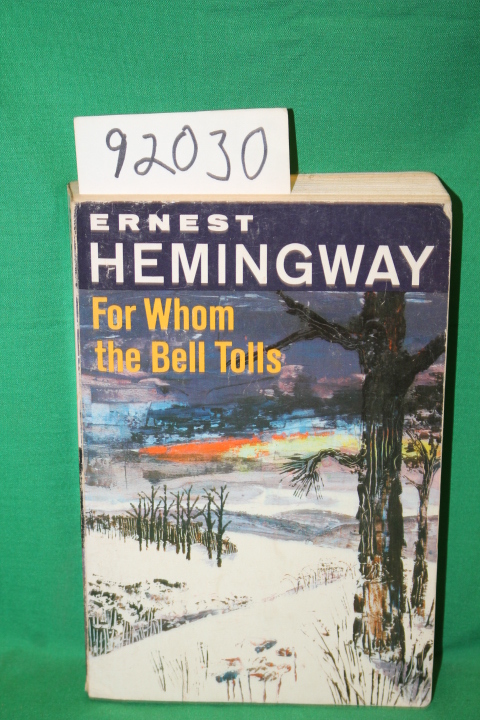 92030
ERNEST
HEMINGWAY
For Whom
the Bell Tolls